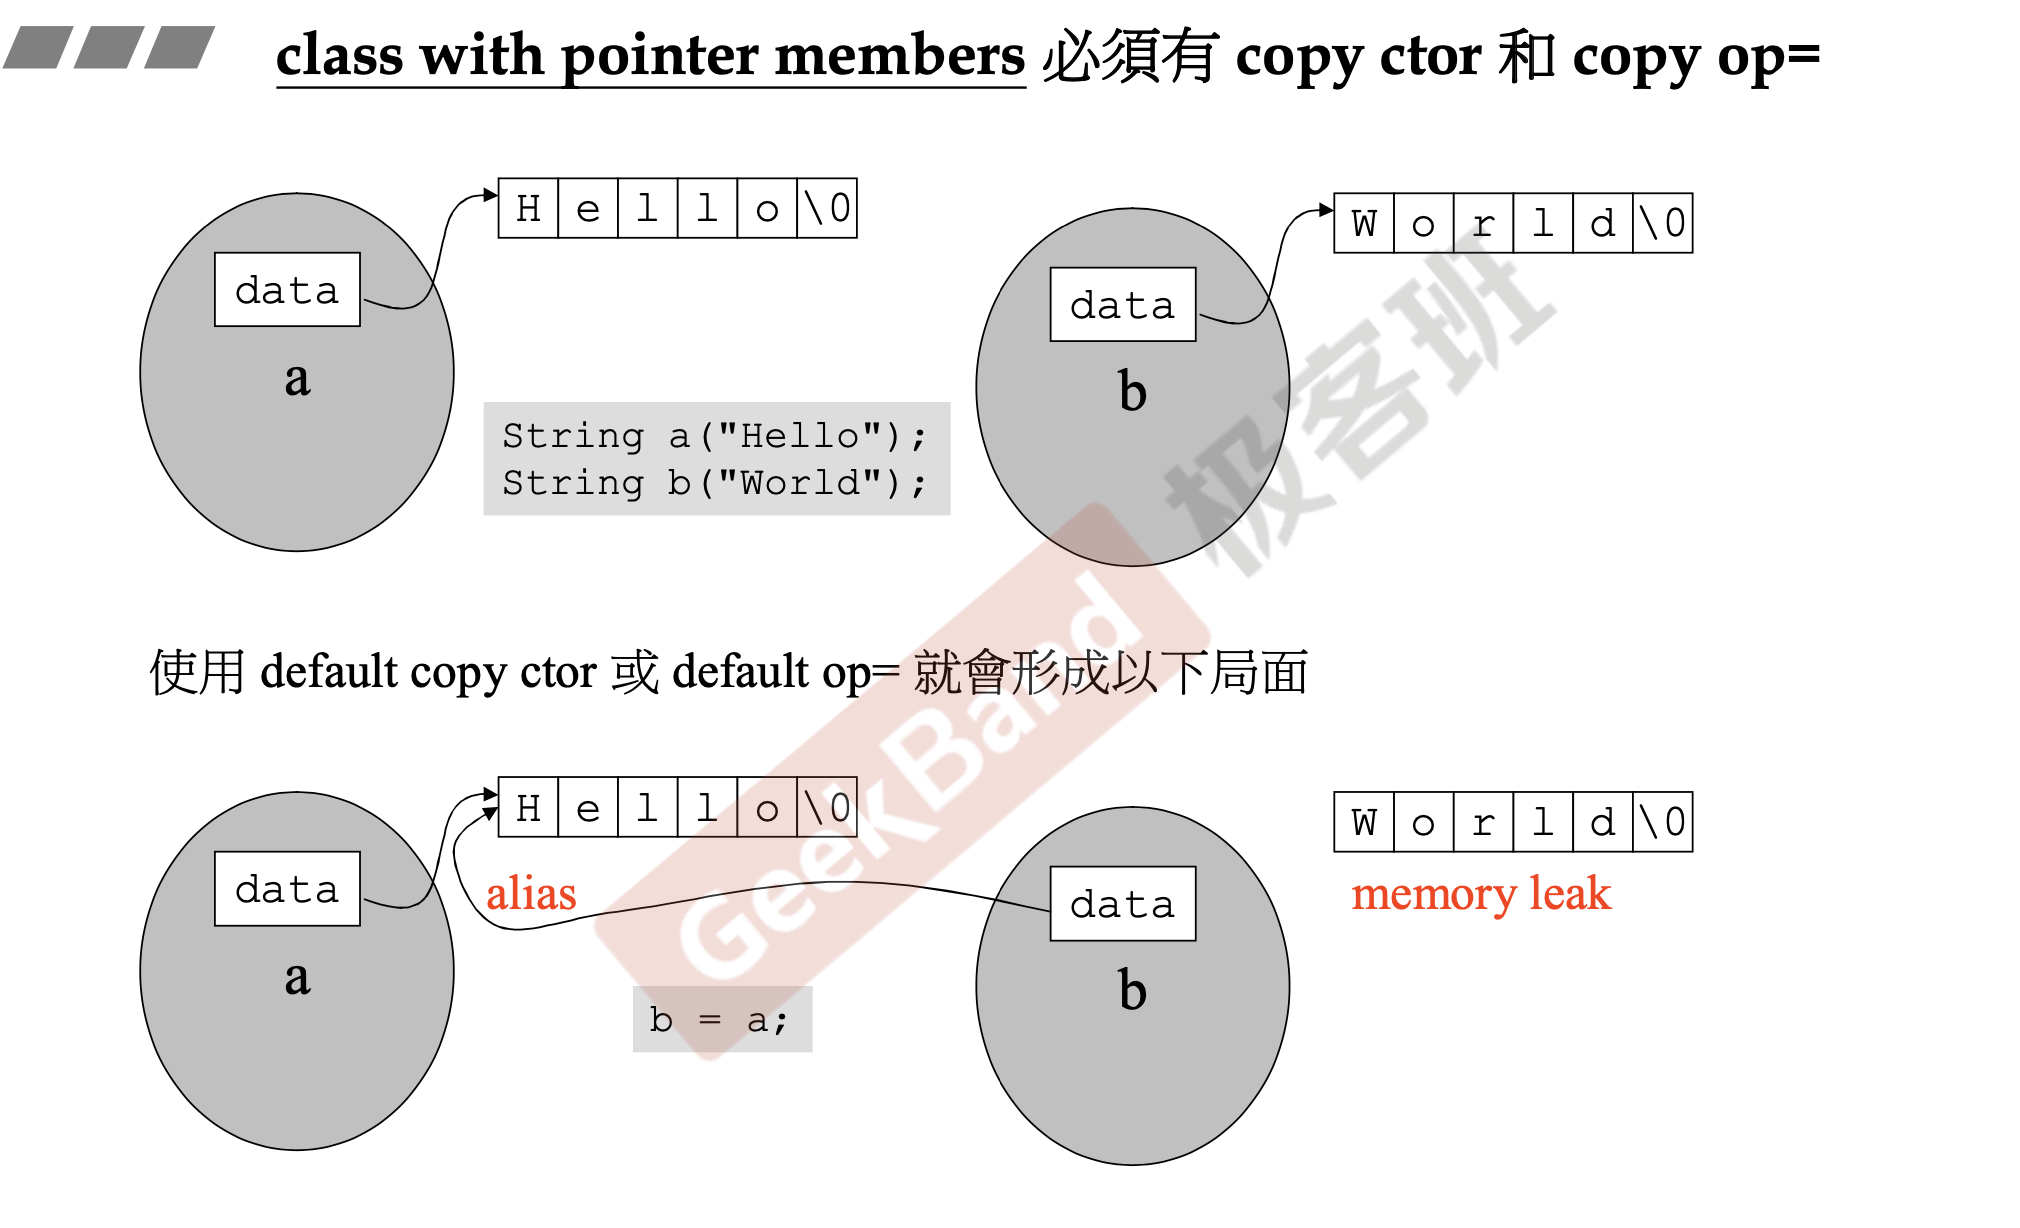 class with pointer members 必須有 copy ctor 和 copy op=
H e l l o \0
W o r l d \0
data
data
a
b
String a("Hello");
String b("World");
极客班
GeekBand
使用 default copy ctor 或 default op= 就會形成以下局面
H e l l o \0
W o r l d \0
data
alias
data
memory leak
a
b
b = a;